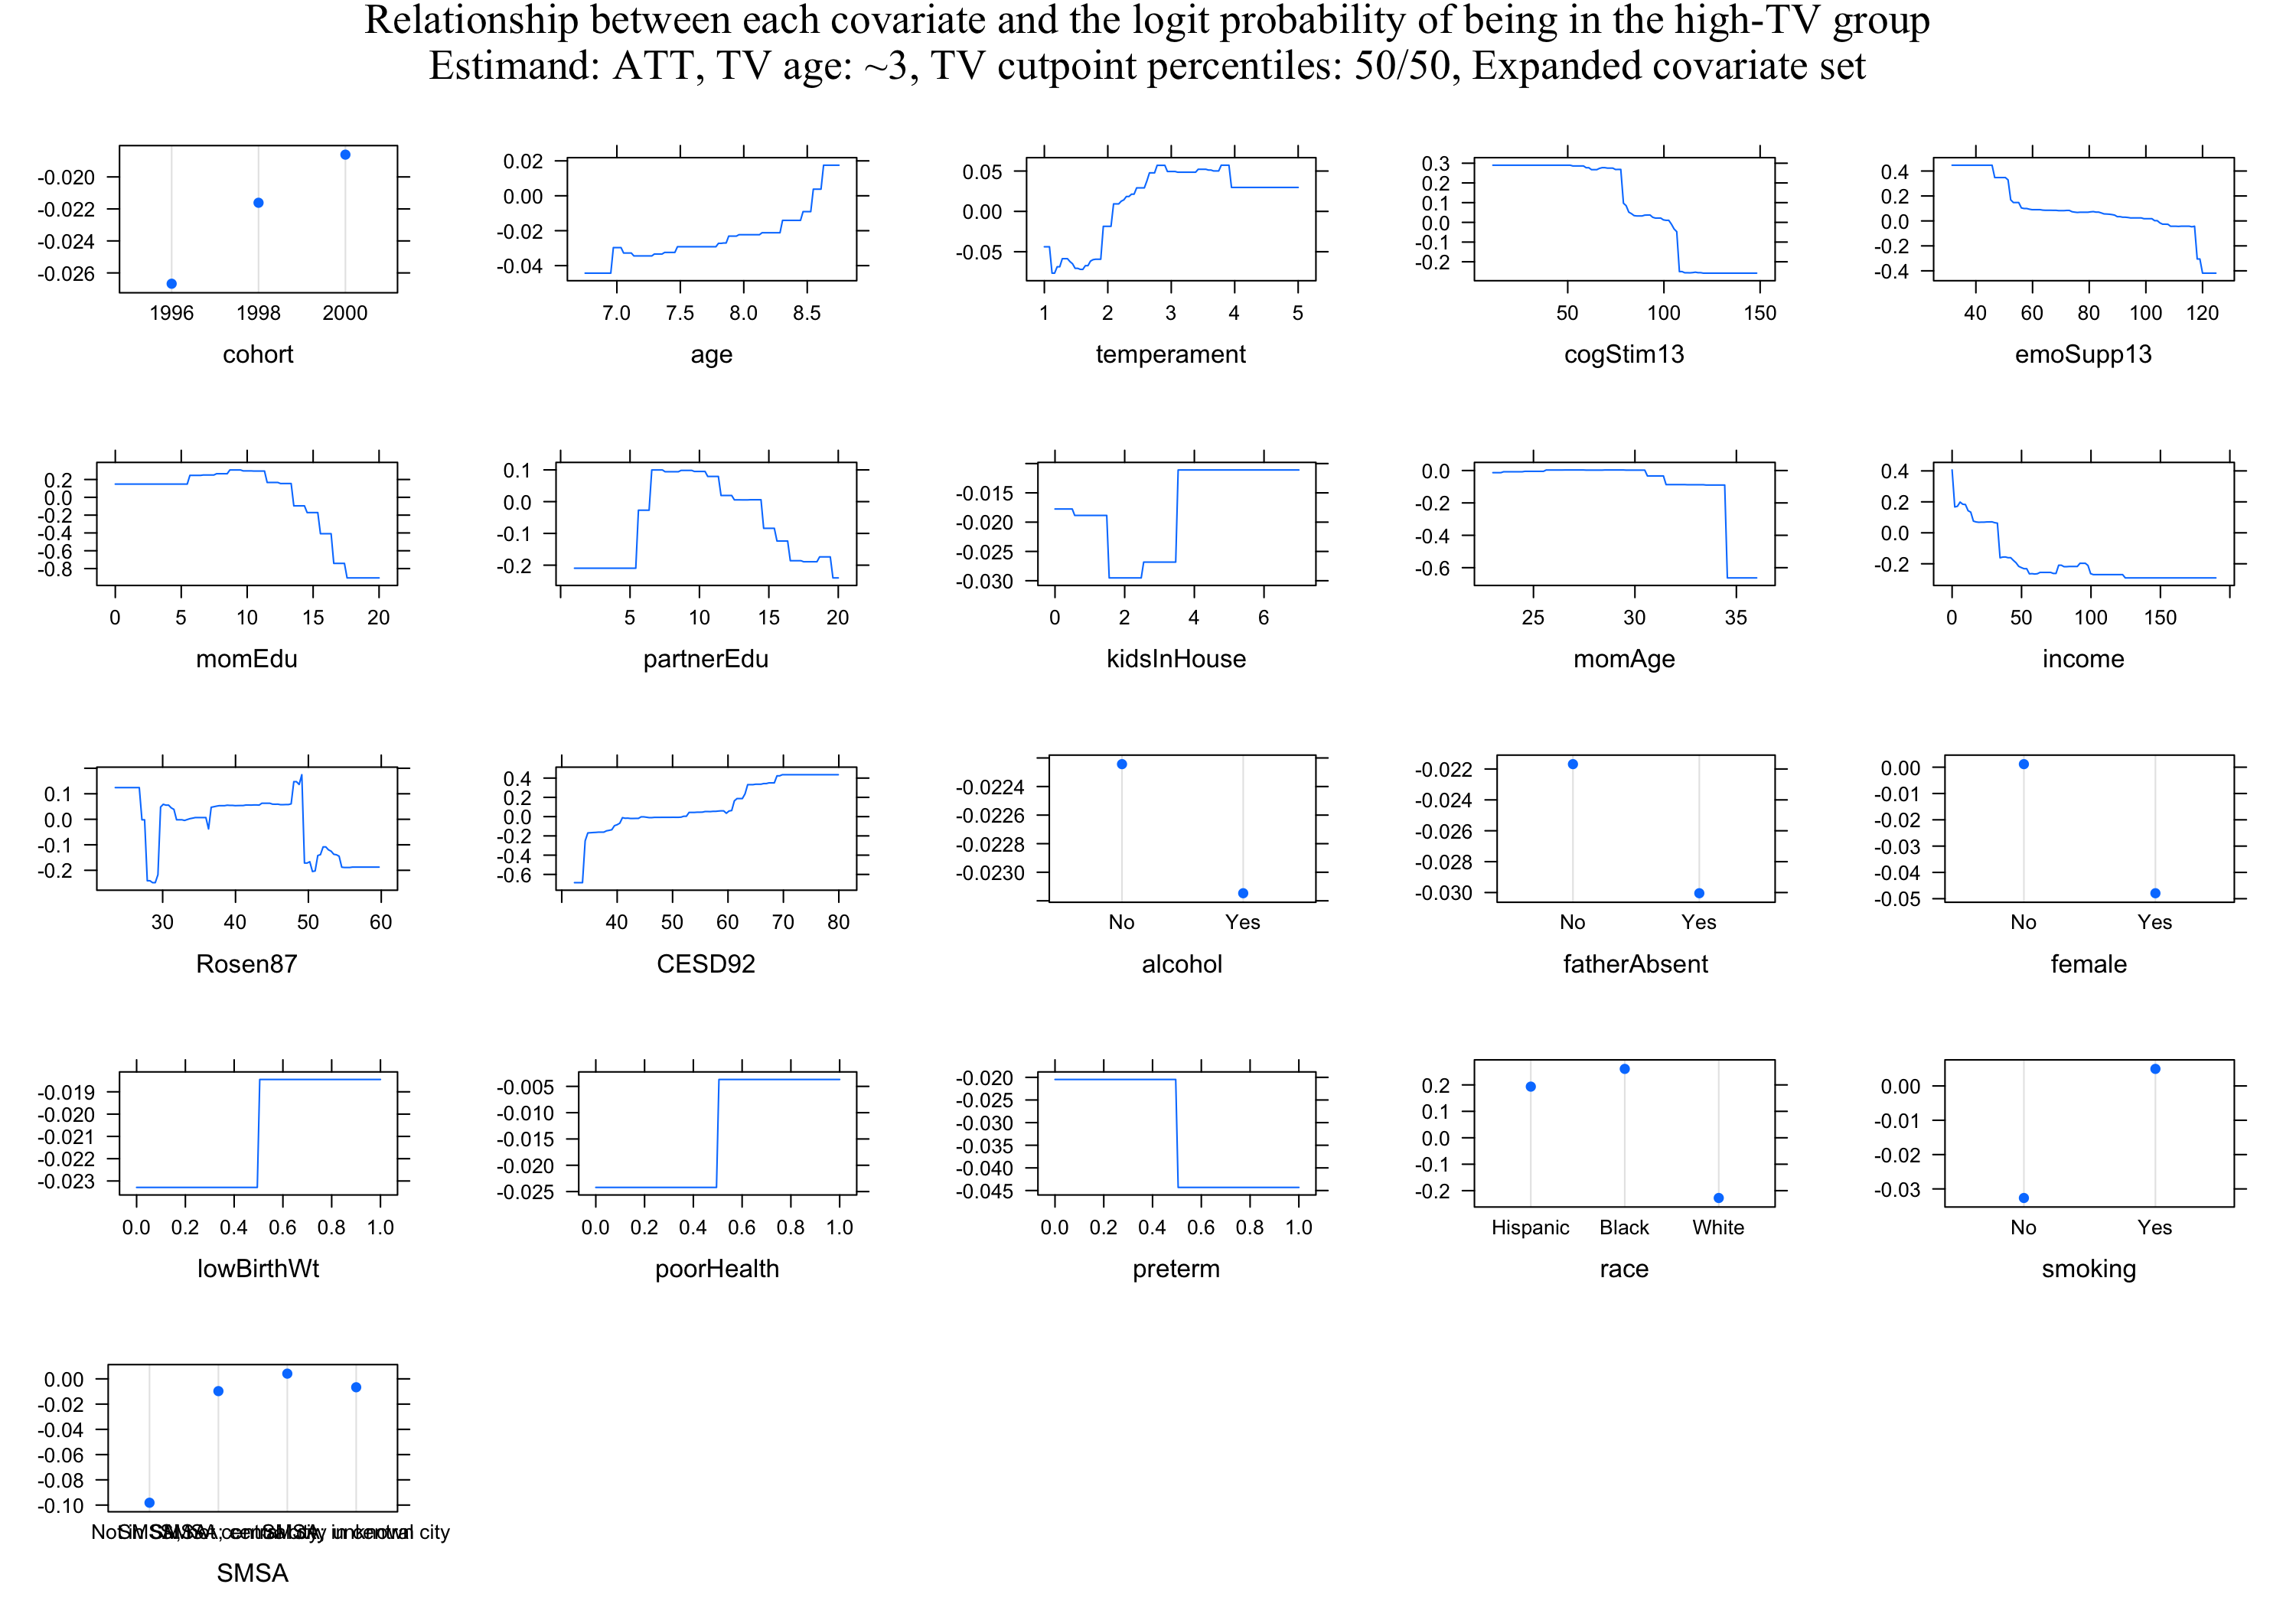 Relationship between each covariate and the logit probability of being in the high-TV group
Estimand: ATT, TV age: ~3, TV cutpoint percentiles: 50/50, Expanded covariate set
-0.020
-0.022
-0.024
-0.026
1996 1998 2000
cohort
0.02
0.00
-0.02
-0.04
7.0 7.5 8.0 8.5
age
0.05
0.00
-0.05
1 2 3 4 5
temperament
0.3
0.2
0.1
0.0
-0.1
-0.2
50 100 150
cogStim13
0.4
0.2
0.0
-0.2
-0.4
40 60 80 100 120
emoSupp13
0.2
0.0
-0.2
-0.4
-0.6
-0.8
0 5 10 15 20
momEdu
0.1
0.0
-0.1
-0.2
5 10 15 20
partnerEdu
-0.015
-0.020
-0.025
-0.030
0 2 4 6
kidsInHouse
0.0
-0.2
-0.4
-0.6
25 30 35
momAge
0.4
0.2
0.0
-0.2
0 50 100 150
income
0.1
0.0
-0.1
-0.2
30 40 50 60
Rosen87
0.4
0.2
0.0
-0.2
-0.4
-0.6
40 50 60 70 80
CESD92
-0.0224
-0.0226
-0.0228
-0.0230
No Yes
alcohol
-0.022
-0.024
-0.026
-0.028
-0.030
No Yes
fatherAbsent
0.00
-0.01
-0.02
-0.03
-0.04
-0.05
No Yes
female
-0.019
-0.020
-0.021
-0.022
-0.023
0.0 0.2 0.4 0.6 0.8 1.0
lowBirthWt
-0.005
-0.010
-0.015
-0.020
-0.025
0.0 0.2 0.4 0.6 0.8 1.0
poorHealth
-0.020
-0.025
-0.030
-0.035
-0.040
-0.045
0.0 0.2 0.4 0.6 0.8 1.0
preterm
0.2
0.1
0.0
-0.1
-0.2
Hispanic Black White
race
0.00
-0.01
-0.02
-0.03
No Yes
smoking
0.00
-0.02
-0.04
-0.06
-0.08
-0.10
city
SMSA